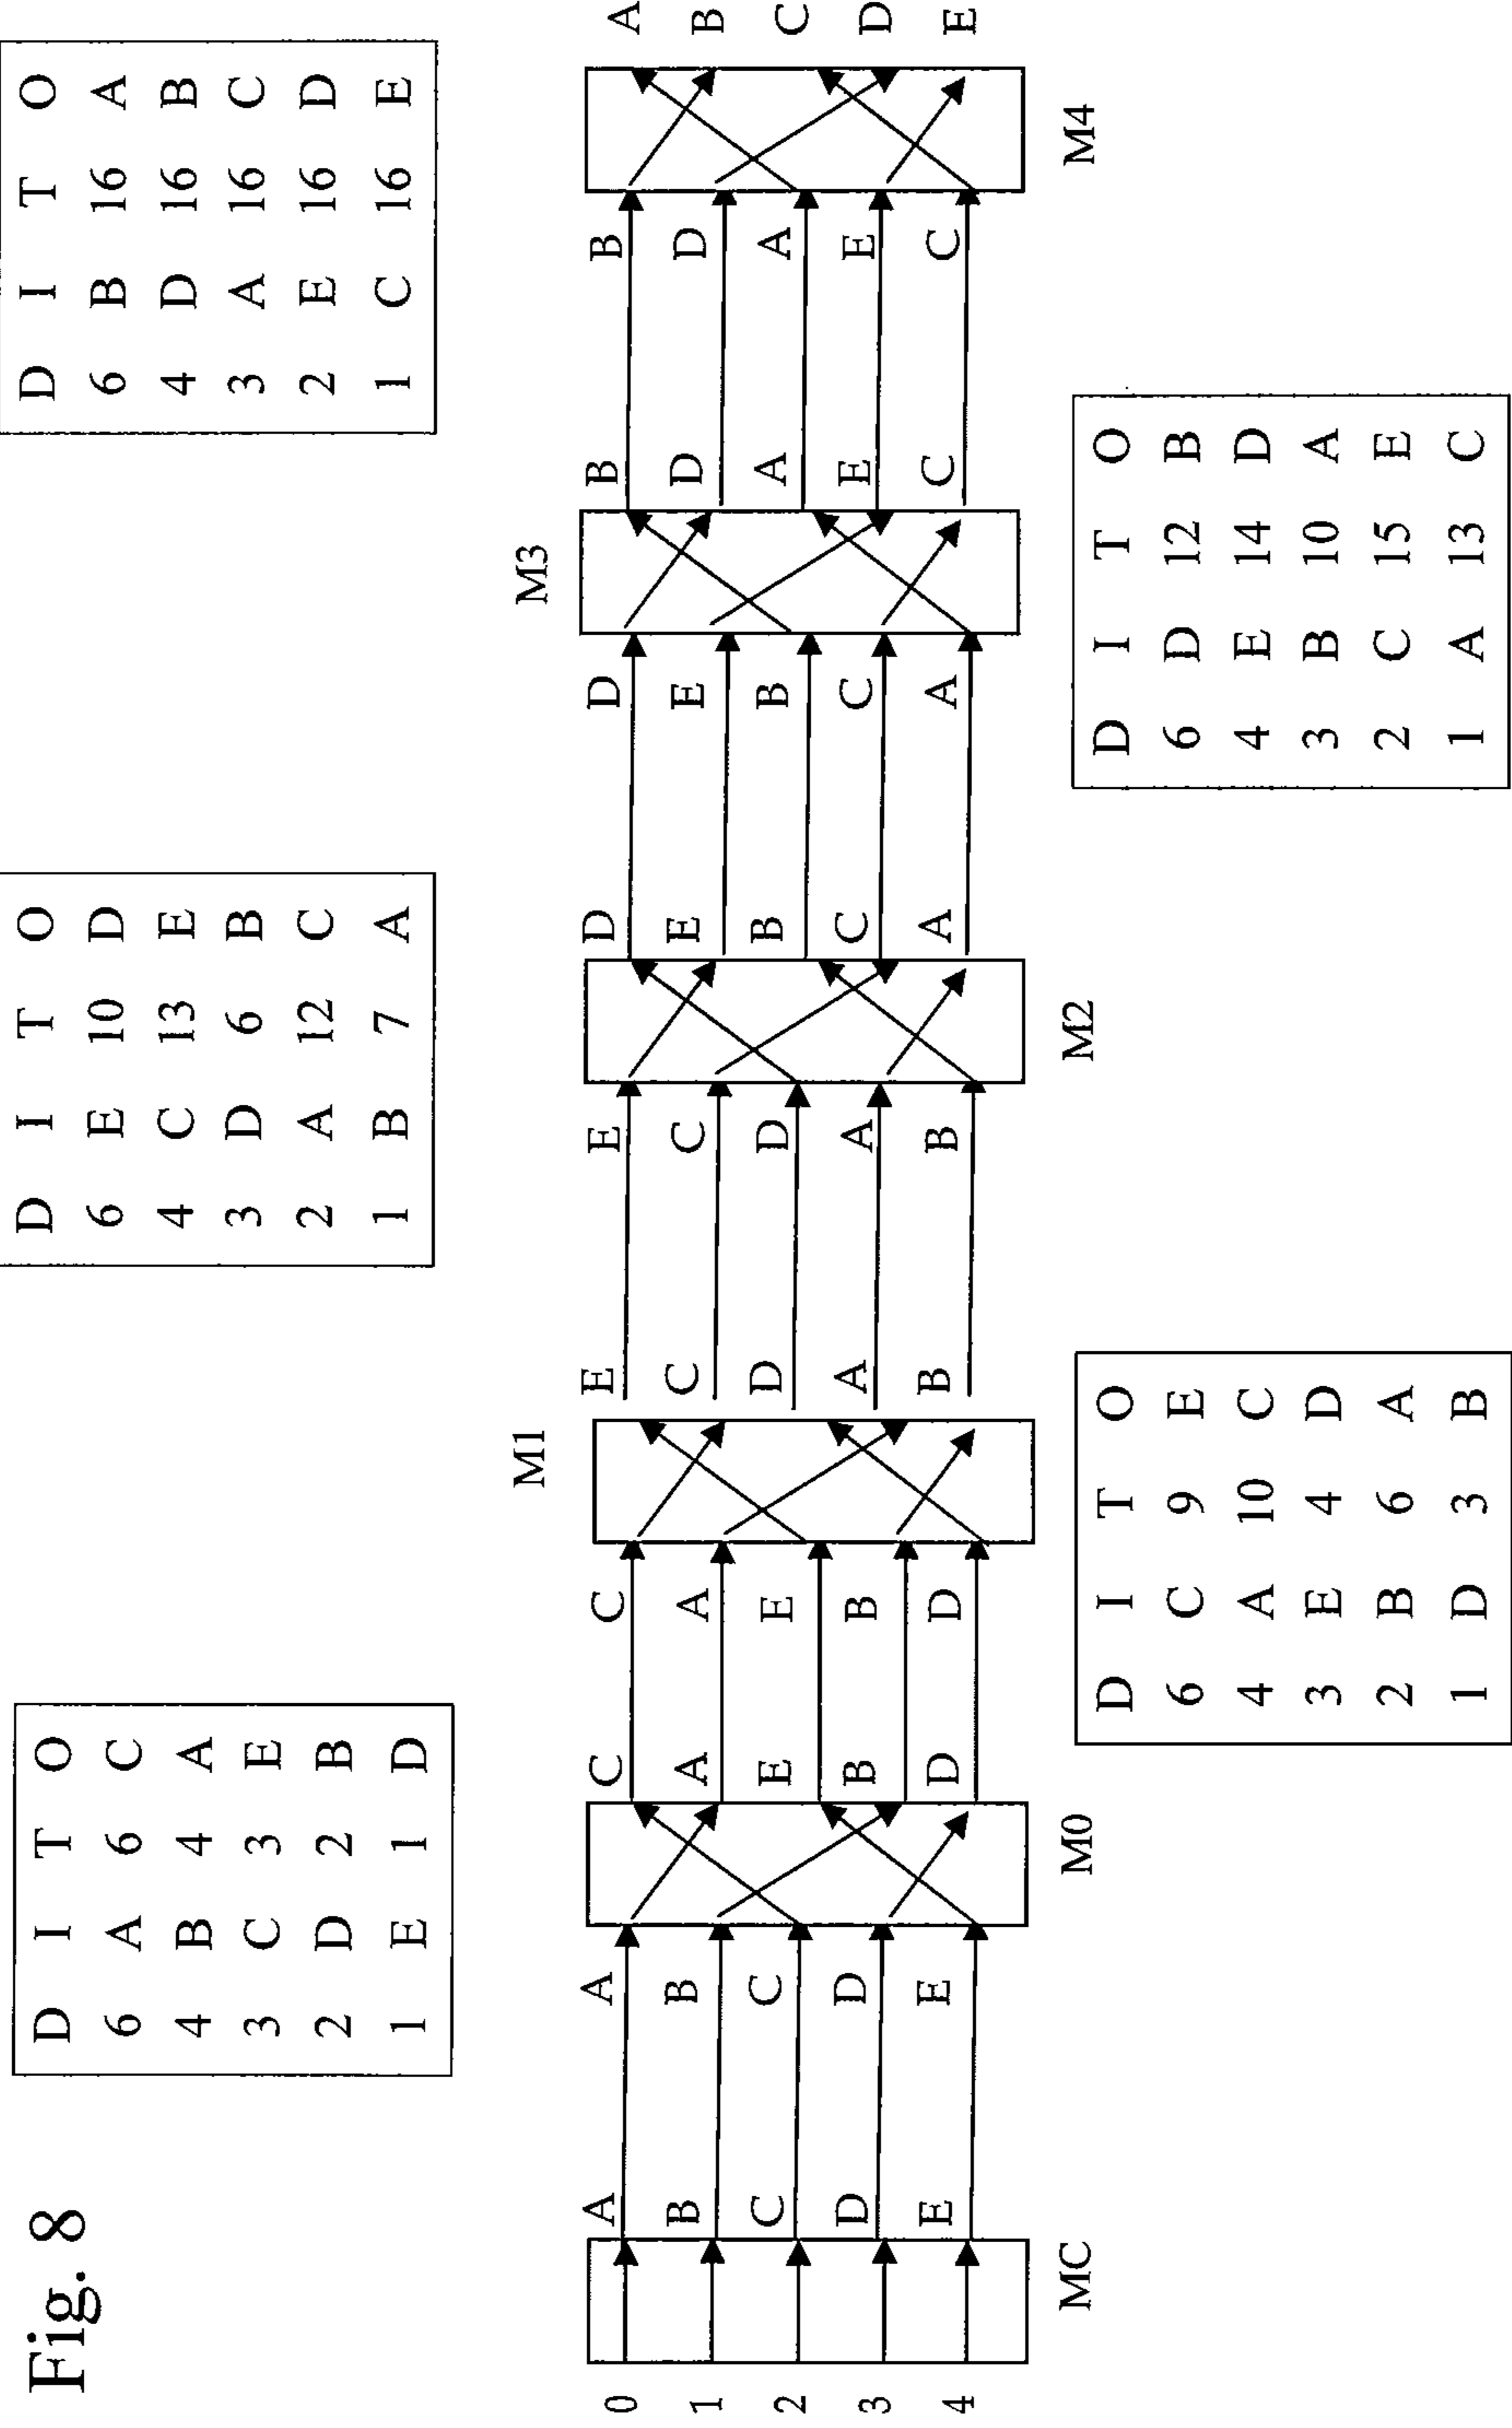 Fig. 8
D I T O
6 A 6 C
4 B 4 A
3 C 3 E
2 D 2 B
1 E 1 D
D I T O
6 E 10 D
4 C 13 E
3 D 6 B
2 A 12 C
1 B 7 A
D I T O
6 B 16 A
4 D 16 B
3 A 16 C
2 E 16 D
1 C 16 E
M1 M3
0 A A C C E E D D B B A
1 B B A A C C E E D D B
2 C C E E D D B B A A C
3 D D B B A A C C E E D
4 E E D D B B A A C C E
MC M0 M2 M4
D I T O
6 C 9 E
4 A 10 C
3 E 4 D
2 B 6 A
1 D 3 B
D I T O
6 D 12 B
4 E 14 D
3 B 10 A
2 C 15 E
1 A 13 C